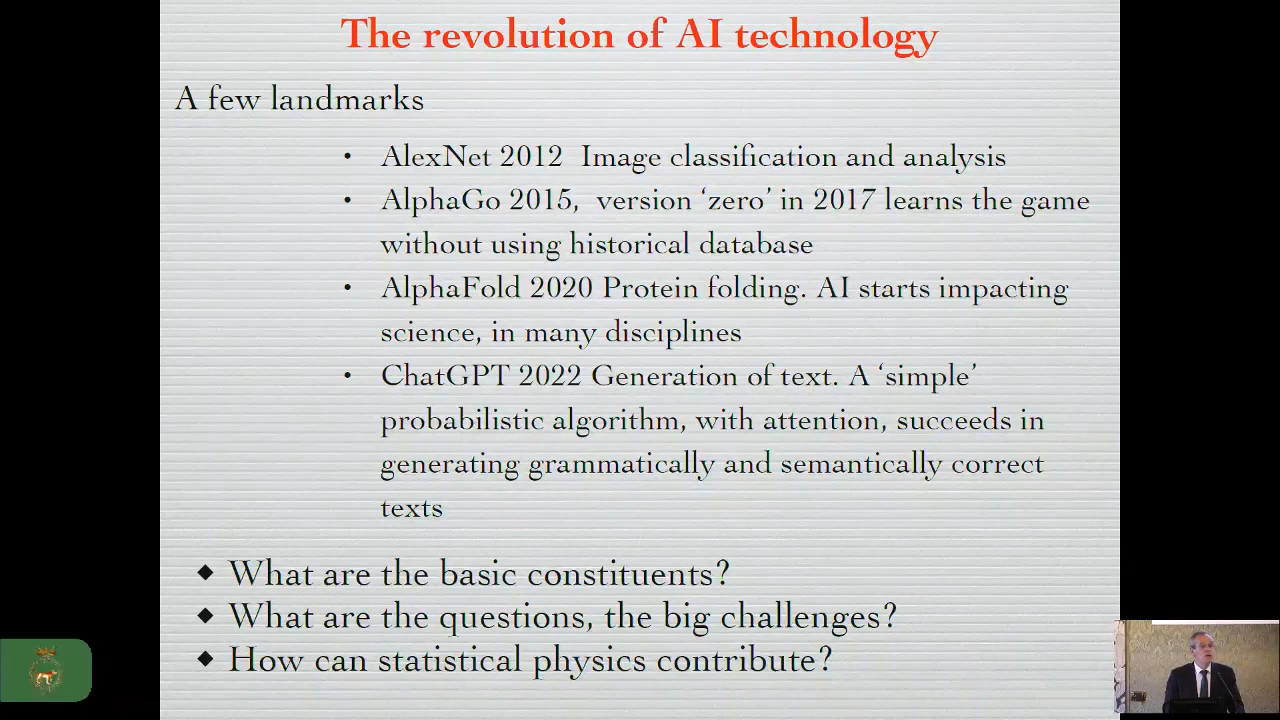 The revolution of AI technology
A few landmarks
• AlexNet 2012 Image classification and analysis
• AlphaGo 2015, version ‘zero’ in 2017 learns the game
without using historical database
• AlphaFold 2020 Protein folding. AI starts impacting
science, in many disciplines
• ChatGPT 2022 Generation of text. A ‘simple’
probabilistic algorithm, with attention, succeeds in
generating grammatically and semantically correct
texts
◆ What are the basic constituents?
◆ What are the questions, the big challenges?
◆ How can statistical physics contribute?